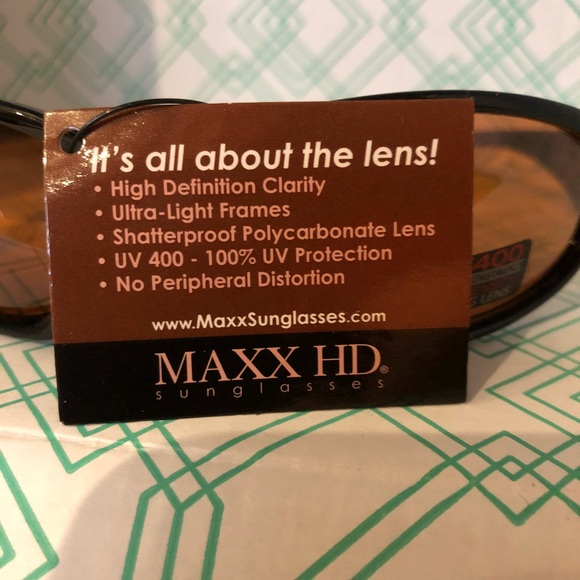 It's all about the lens!
• High Definition Clarity
• Ultra-Light Frames
• Shatterproof Polycarbonate Lens
• UV 400 - 100% UV Protection
• No Peripheral Distortion
www.MaxxSunglasses.com
MAXX HD®
sunglasses
400
LENS